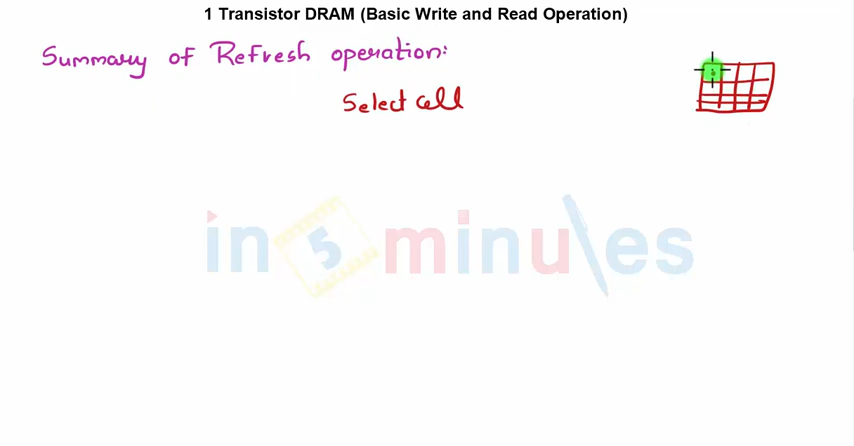 1 Transistor DRAM (Basic Write and Read Operation)
Summary of Refresh operation:
Select cell
in 5 minutes